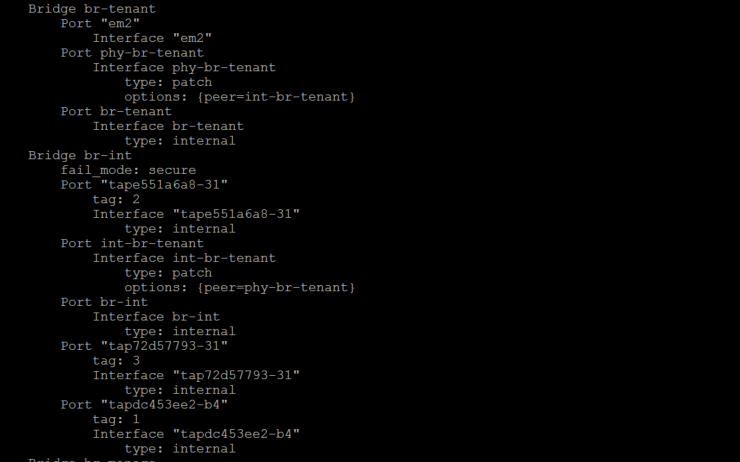 Bridge br-tenant
Port "em2"
Interface "em2"
Port phy-br-tenant
Interface phy-br-tenant
type: patch
options: {peer=int-br-tenant}
Port br-tenant
Interface br-tenant
type: internal
Bridge br-int
fail_mode: secure
Port "tape551a6a8-31"
tag: 2
Interface "tape551a6a8-31"
type: internal
Port int-br-tenant
Interface int-br-tenant
type: patch
options: {peer=phy-br-tenant}
Port br-int
Interface br-int
type: internal
Port "tap72d57793-31"
tag: 3
Interface "tap72d57793-31"
type: internal
Port "tapdc453ee2-b4"
tag: 1
Interface "tapdc453ee2-b4"
type: internal
Bridge